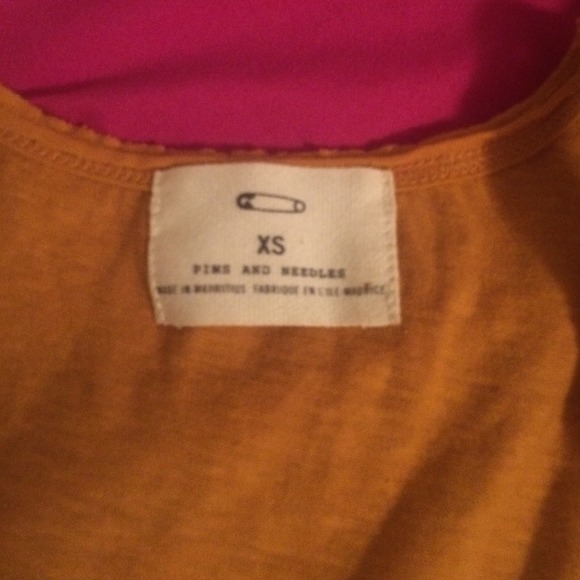 XS
PINS AND NEEDLES
MADE IN MAURITIUS FABRIQUE EN L'ILE MAURICE